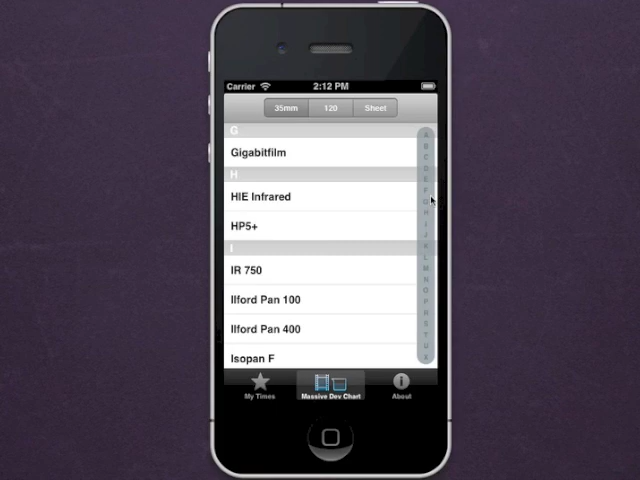 Carrier 2:12 PM
35mm 120 Sheet
G
Gigabitfilm
H
HIE Infrared
HP5+
I
IR 750
Ilford Pan 100
Ilford Pan 400
Isopan F
A
B
C
D
E
F
G
H
I
J
K
L
M
N
O
P
R
S
T
U
X
My Times Massive Dev Chart About